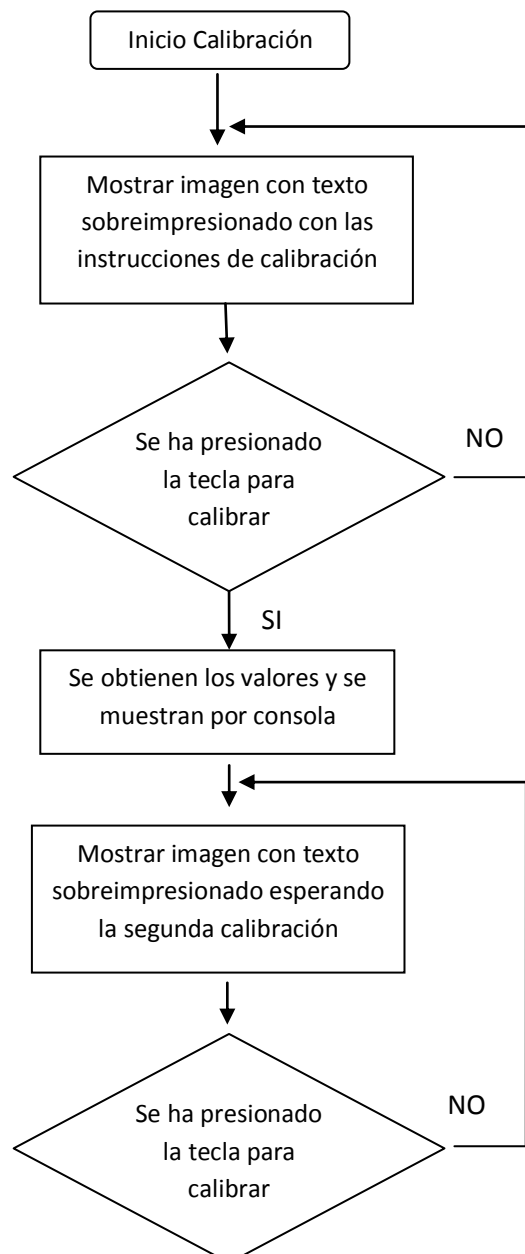 Inicio Calibración
Mostrar imagen con texto
sobreimpresionado con las
instrucciones de calibración
Se ha presionado
la tecla para
calibrar
NO
SI
Se obtienen los valores y se
muestran por consola
Mostrar imagen con texto
sobreimpresionado esperando
la segunda calibración
Se ha presionado
la tecla para
calibrar
NO